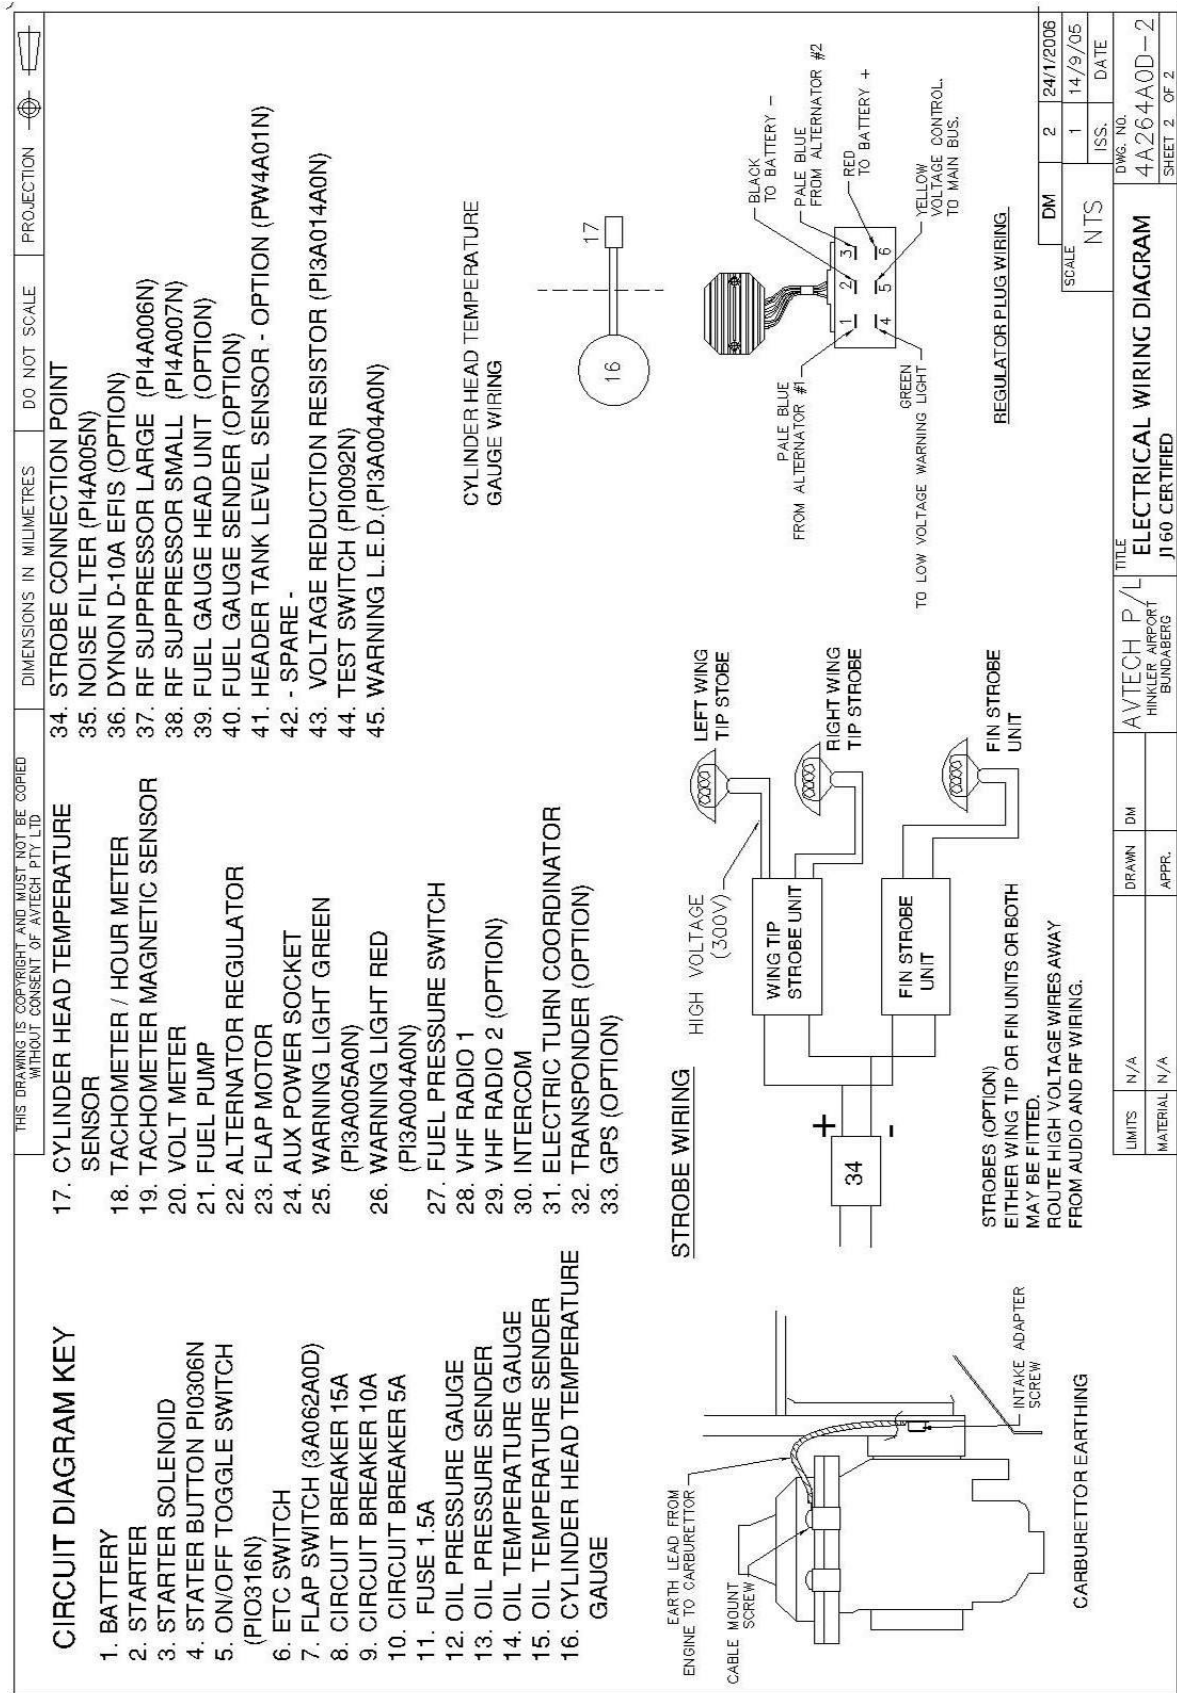 THIS DRAWING IS COPYRIGHT AND MUST NOT BE COPIED
WITHOUT CONSENT OF AVTECH PTY LTD
DIMENSIONS IN MILIMETRES
DO NOT SCALE
PROJECTION
CIRCUIT DIAGRAM KEY
1. BATTERY
2. STARTER
3. STARTER SOLENOID
4. STATER BUTTON PI0306N
5. ON/OFF TOGGLE SWITCH
(PIO316N)
6. ETC SWITCH
7. FLAP SWITCH (3A062A0D)
8. CIRCUIT BREAKER 15A
9. CIRCUIT BREAKER 10A
10. CIRCUIT BREAKER 5A
11. FUSE 1.5A
12. OIL PRESSURE GAUGE
13. OIL PRESSURE SENDER
14. OIL TEMPERATURE GAUGE
15. OIL TEMPERATURE SENDER
16. CYLINDER HEAD TEMPERATURE
GAUGE
17. CYLINDER HEAD TEMPERATURE
SENSOR
18. TACHOMETER / HOUR METER
19. TACHOMETER MAGNETIC SENSOR
20. VOLT METER
21. FUEL PUMP
22. ALTERNATOR REGULATOR
23. FLAP MOTOR
24. AUX POWER SOCKET
25. WARNING LIGHT GREEN
(PI3A005A0N)
26. WARNING LIGHT RED
(PI3A004A0N)
27. FUEL PRESSURE SWITCH
28. VHF RADIO 1
29. VHF RADIO 2 (OPTION)
30. INTERCOM
31. ELECTRIC TURN COORDINATOR
32. TRANSPONDER (OPTION)
33. GPS (OPTION)
34. STROBE CONNECTION POINT
35. NOISE FILTER (PI4A005N)
36. DYNON D-10A EFIS (OPTION)
37. RF SUPPRESSOR LARGE (PI4A006N)
38. RF SUPPRESSOR SMALL (PI4A007N)
39. FUEL GAUGE HEAD UNIT (OPTION)
40. FUEL GAUGE SENDER (OPTION)
41. HEADER TANK LEVEL SENSOR - OPTION (PW4A01N)
42. - SPARE -
43. VOLTAGE REDUCTION RESISTOR (PI3A014A0N)
44. TEST SWITCH (PI0092N)
45. WARNING L.E.D.(PI3A004A0N)
CYLINDER HEAD TEMPERATURE
GAUGE WIRING
16
17
EARTH LEAD FROM
ENGINE TO CARBURETTOR
CABLE MOUNT
SCREW
INTAKE ADAPTER
SCREW
CARBURETTOR EARTHING
STROBE WIRING
HIGH VOLTAGE
(300V)
LEFT WING
TIP STOBE
WING TIP
STROBE UNIT
RIGHT WING
TIP STROBE
34
+
-
FIN STROBE
UNIT
FIN STROBE
UNIT
STROBES (OPTION)
EITHER WING TIP OR FIN UNITS OR BOTH
MAY BE FITTED.
ROUTE HIGH VOLTAGE WIRES AWAY
FROM AUDIO AND RF WIRING.
BLACK
TO BATTERY -
PALE BLUE
FROM ALTERNATOR #1
PALE BLUE
FROM ALTERNATOR #2
1 2 3
4 5 6
RED
TO BATTERY +
GREEN
TO LOW VOLTAGE WARNING LIGHT
YELLOW
VOLTAGE CONTROL.
TO MAIN BUS.
REGULATOR PLUG WIRING
DM 2 24/1/2006
1 14/9/05
SCALE
NTS
ISS. DATE
LIMITS N/A
MATERIAL N/A
DRAWN DM
APPR.
AVTECH P/L
HINKLER AIRPORT
BUNDABERG
TITLE
ELECTRICAL WIRING DIAGRAM
J160 CERTIFIED
DWG. NO.
4A264A0D-2
SHEET 2 OF 2